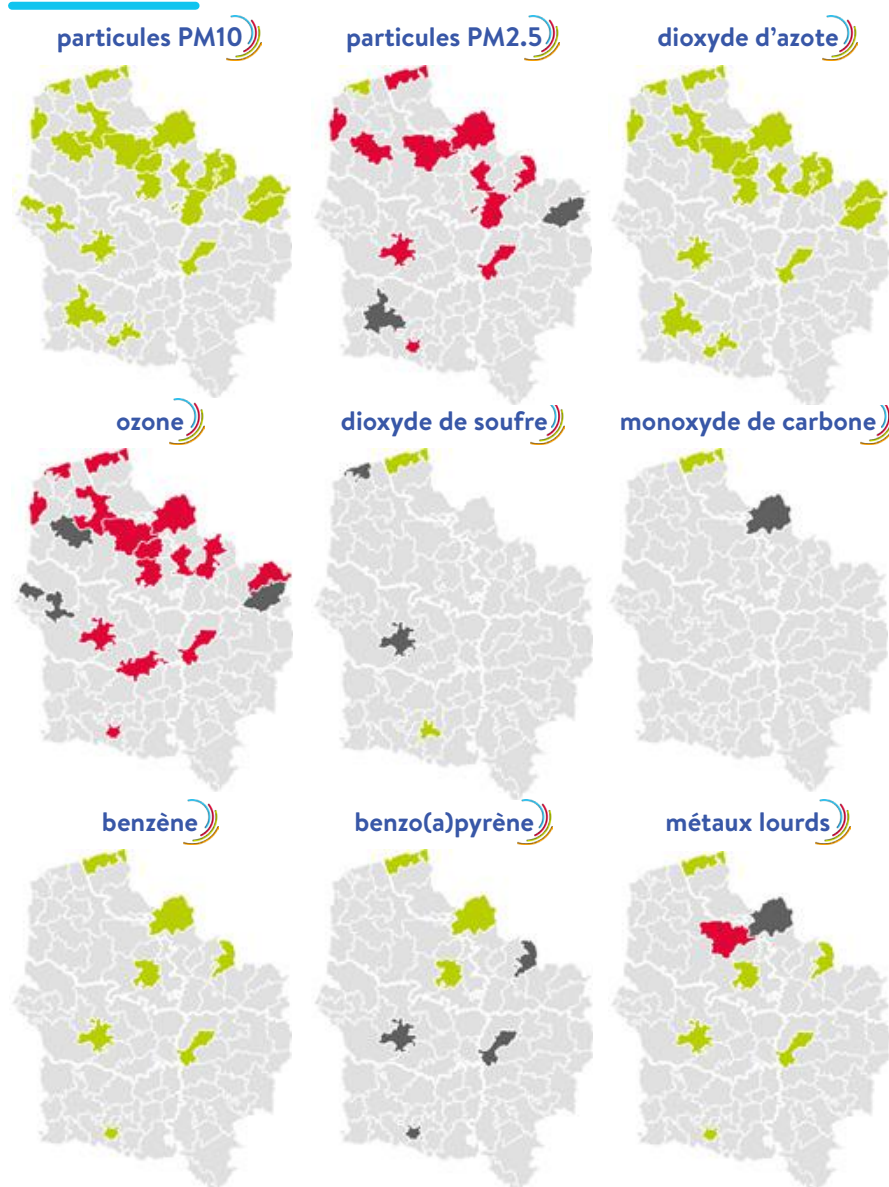 particules PM10
particules PM2.5
dioxyde d'azote
ozone
dioxyde de soufre
monoxyde de carbone
benzène
benzo(a)pyrène
métaux lourds